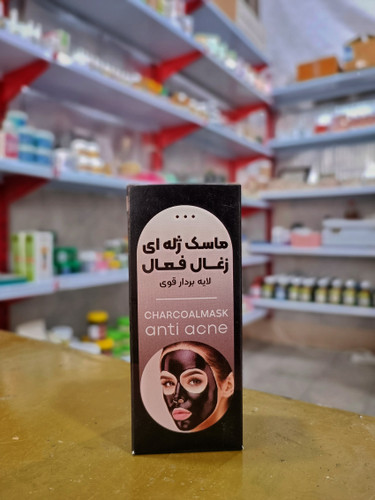 ماسک ژله ای
زغال فعال
لایه بردار قوی
CHARCOALMASK
anti acne